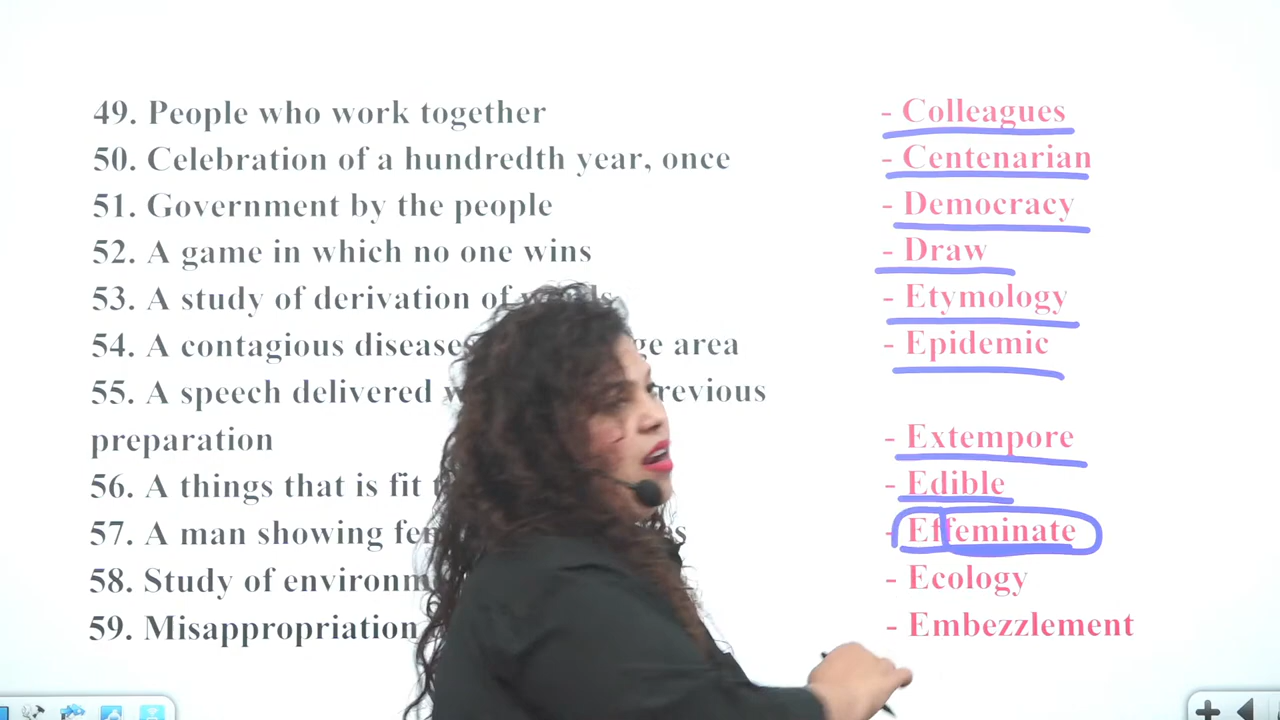 49. People who work together - Colleagues
50. Celebration of a hundredth year, once - Centenarian
51. Government by the people - Democracy
52. A game in which no one wins - Draw
53. A study of derivation of - Etymology
54. A contagious disease area - Epidemic
55. A speech delivered
preparation - Extempore
56. A things that is fit - Edible
57. A man showing - Effeminate
58. Study of - Ecology
59. Misappropriation - Embezzlement